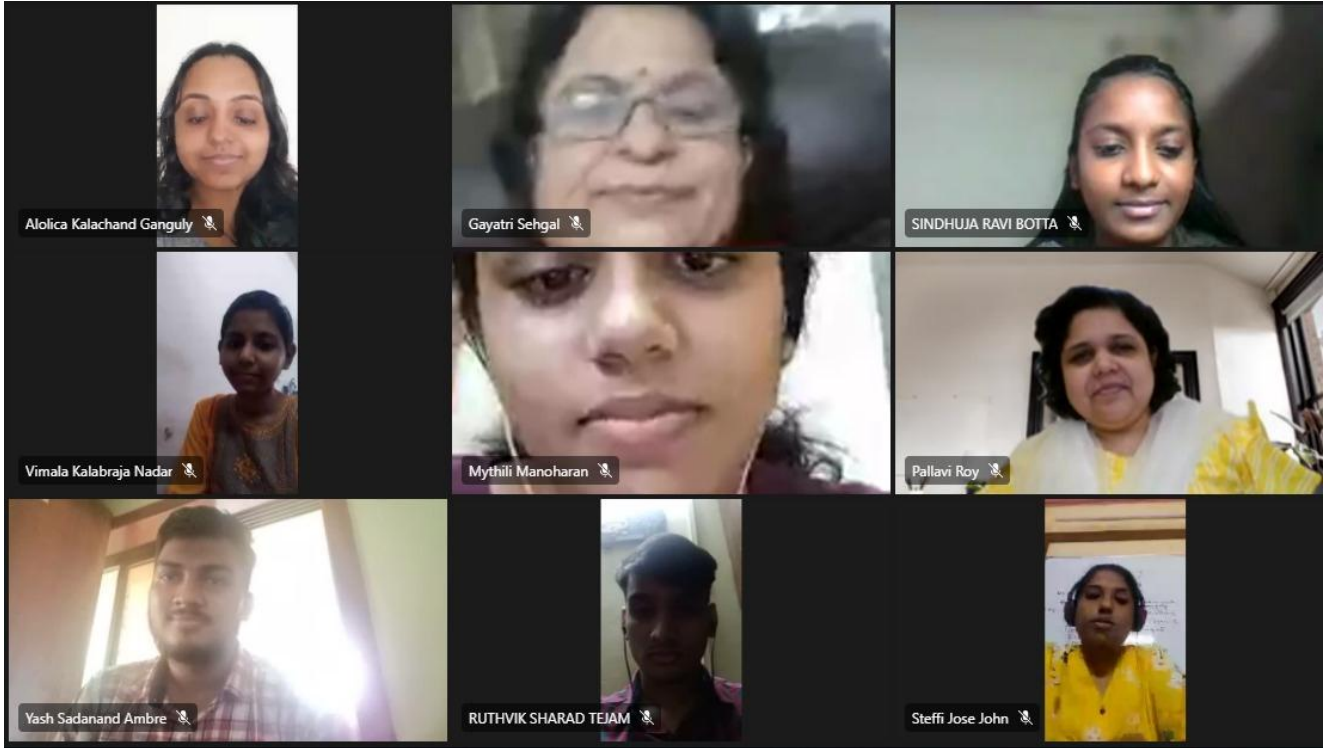 Alolica Kalachand Ganguly
Gayatri Sehgal
SINDHUJA RAVI BOTTA
Vimala Kalabraja Nadar
Mythili Manoharan
Pallavi Roy
Yash Sadanand Ambre
RUTHVIK SHARAD TEJAM
Steffi Jose John